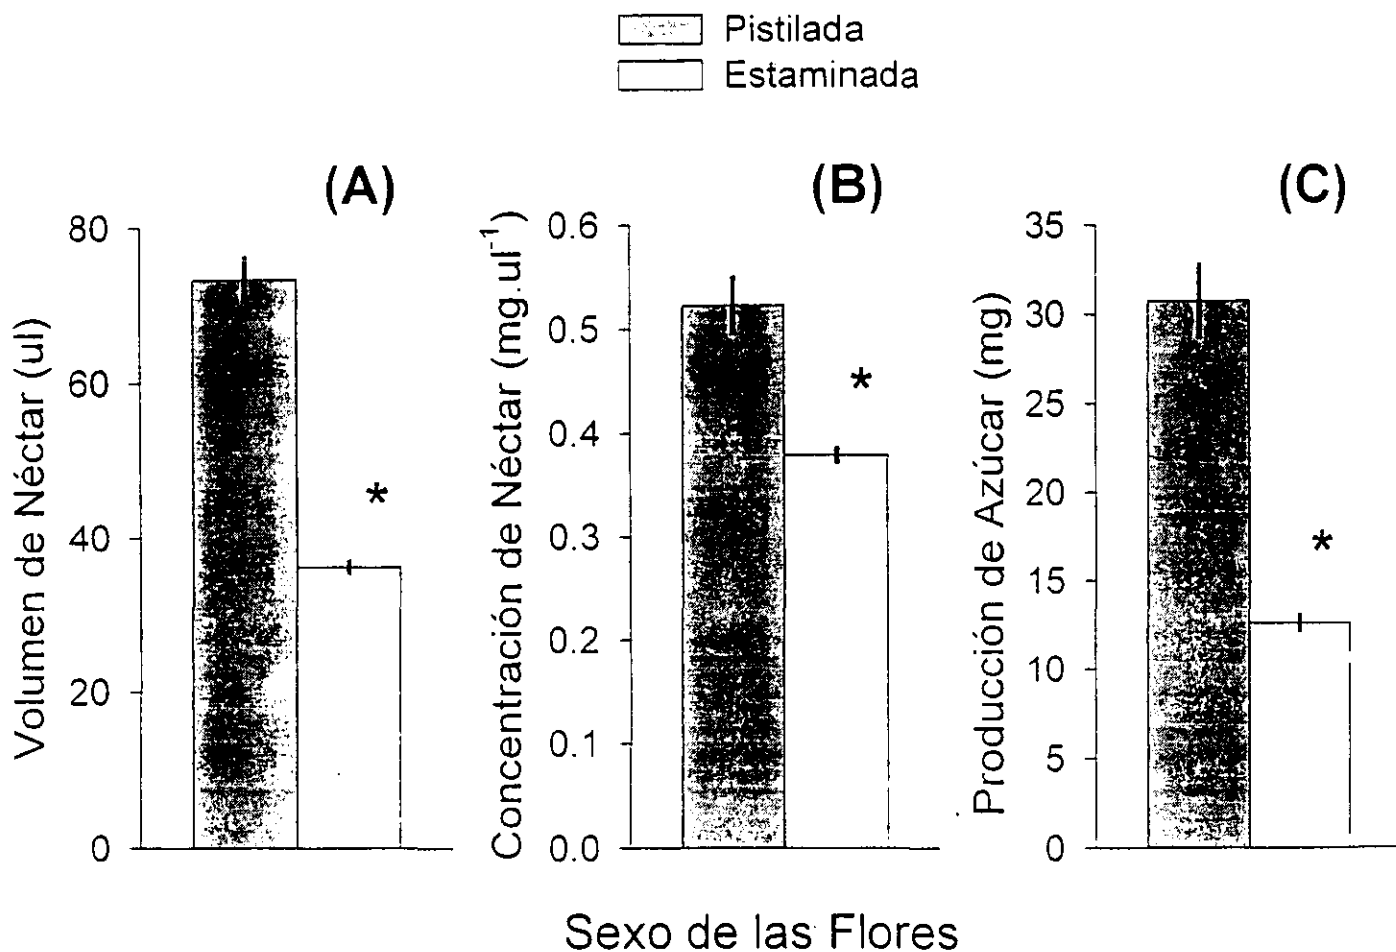 Pistilada
Estaminada
(A)
(B)
(C)
Volumen de Néctar (ul)
80
60
40
20
0
*
Concentración de Néctar (mg.ul⁻¹)
0.6
0.5
0.4
0.3
0.2
0.1
0.0
*
Producción de Azúcar (mg)
35
30
25
20
15
10
5
0
*
Sexo de las Flores